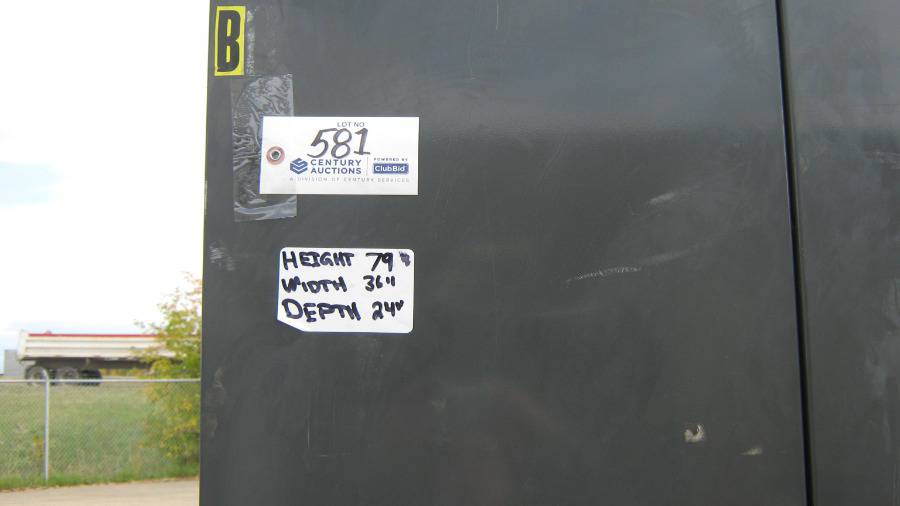 B
LOT NO
581
CENTURY AUCTIONS
POWERED BY
ClubBid
A DIVISION OF CENTURY SERVICES
HEIGHT 79"
WIDTH 36"
DEPTH 24"